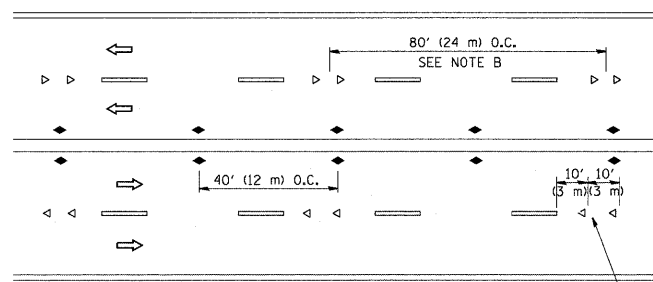 80' (24 m) O.C.
SEE NOTE B
40' (12 m) O.C.
10' 10'
(3 m) (3 m)